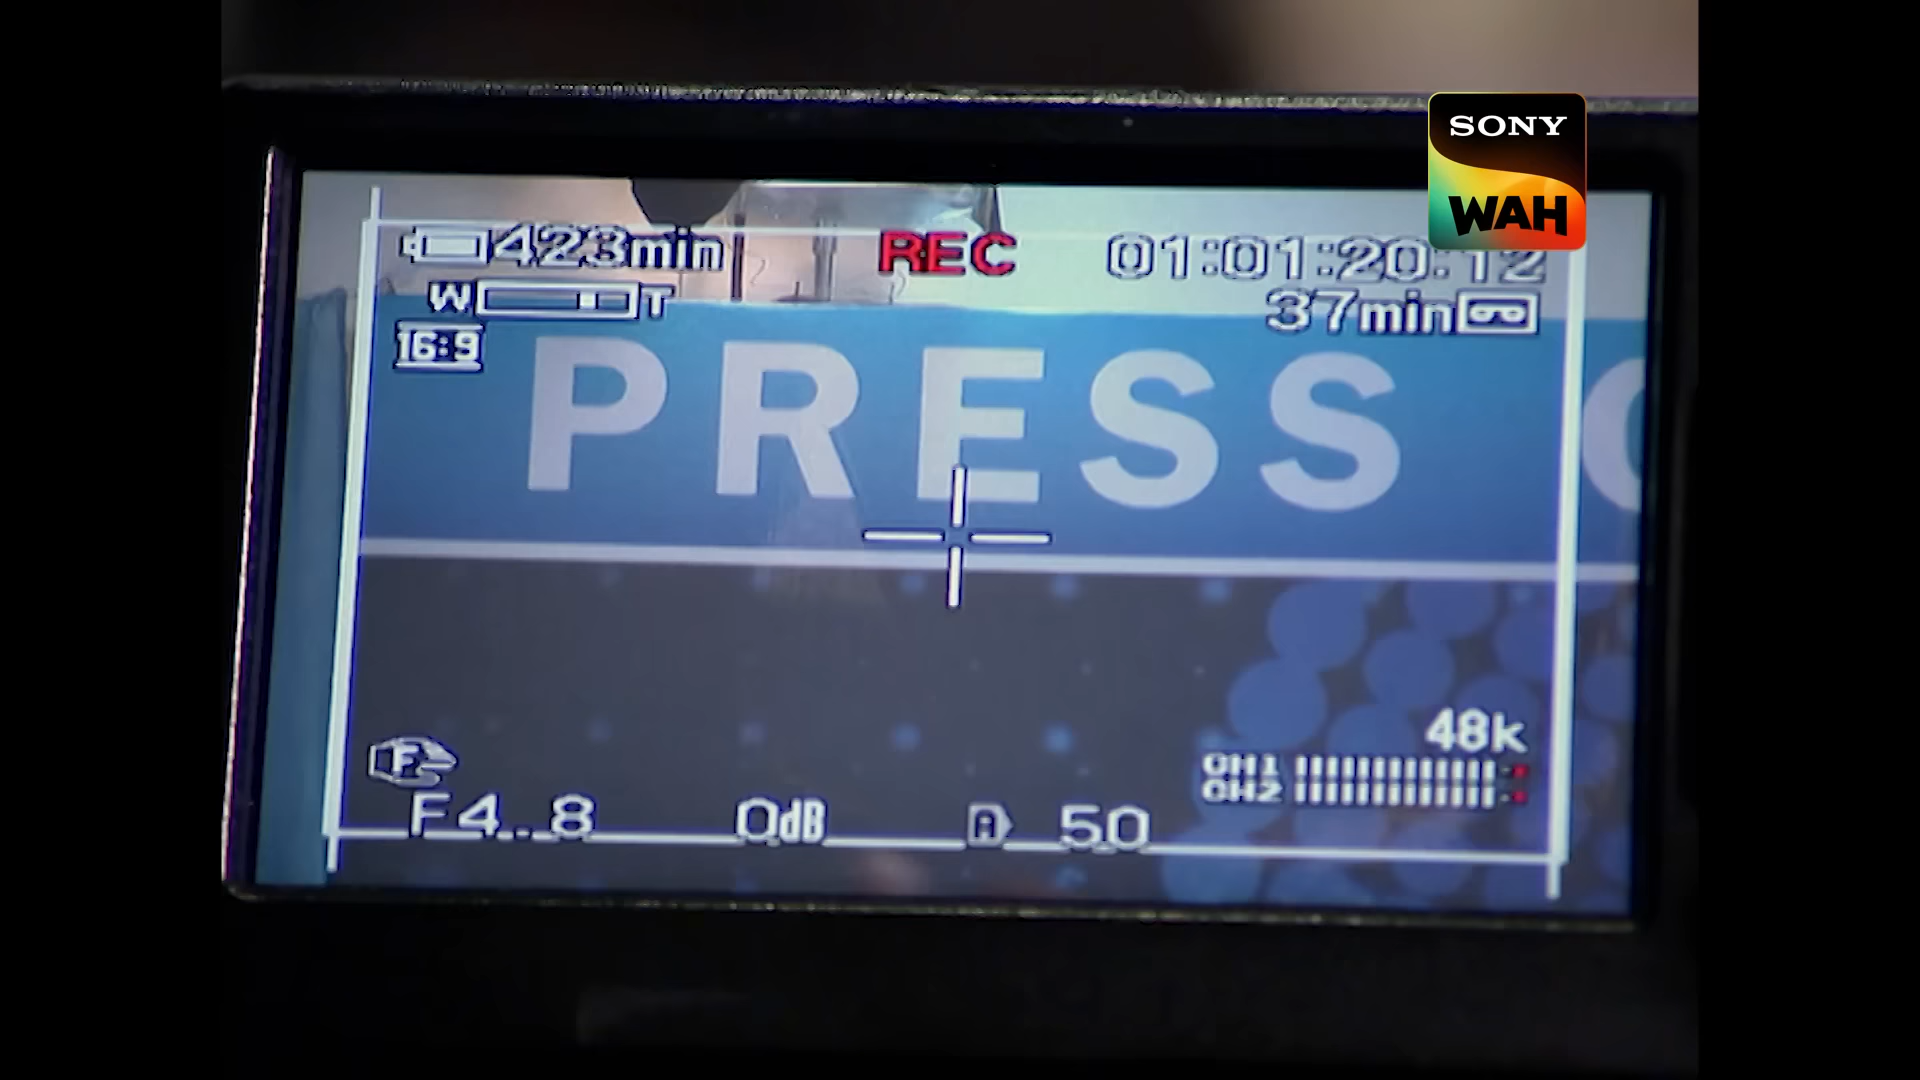 SONY
WAH
423min REC 01:01:20:12
W T 37min
16:9
PRESS C
48k
CH1
CH2
F
F4.8 0dB A 50